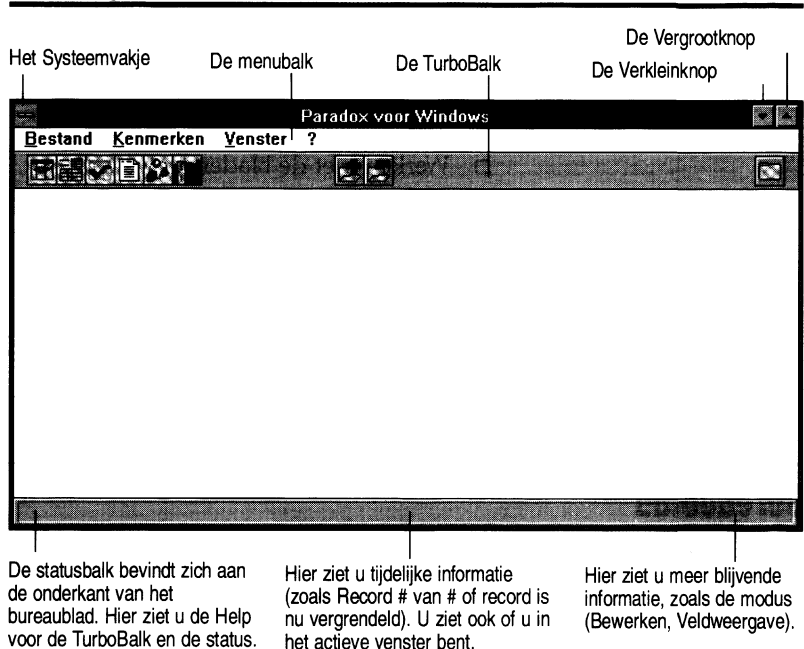 De Vergrootknop
Het Systeemvakje De menubalk De TurboBalk De Verkleinknop
Paradox voor Windows
Bestand Kenmerken Venster ?
De statusbalk bevindt zich aan
de onderkant van het
bureaublad. Hier ziet u de Help
voor de TurboBalk en de status.
Hier ziet u tijdelijke informatie
(zoals Record # van # of record is
nu vergrendeld). U ziet ook of u in
het actieve venster bent.
Hier ziet u meer blijvende
informatie, zoals de modus
(Bewerken, Veldweergave).